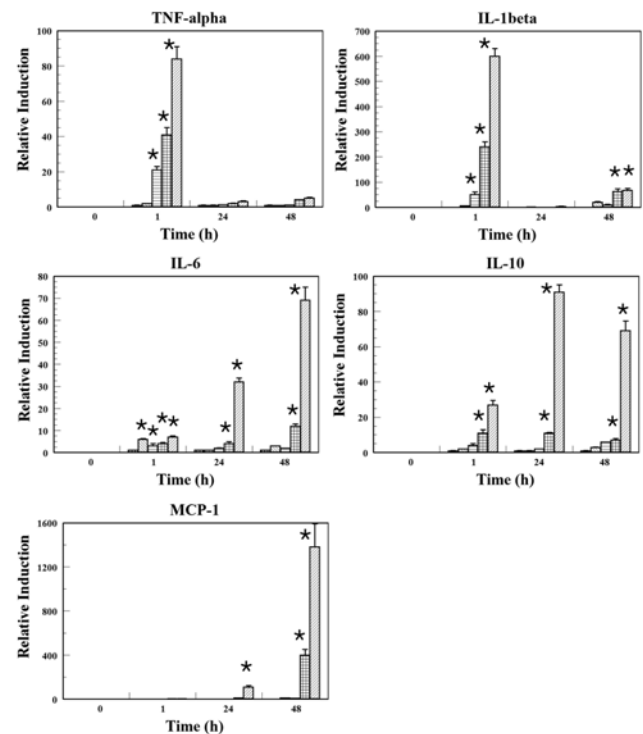 TNF-alpha
100
80
60
40
20
0
Relative Induction
* * *
0 1 24 48
Time (h)
IL-1beta
700
600
500
400
300
200
100
0
Relative Induction
* * * * *
0 1 24 48
Time (h)
IL-6
80
70
60
50
40
30
20
10
0
Relative Induction
* * * * * * * *
0 1 24 48
Time (h)
IL-10
100
80
60
40
20
0
Relative Induction
* * * * * *
0 1 24 48
Time (h)
MCP-1
1600
1200
800
400
0
Relative Induction
* * *
0 1 24 48
Time (h)